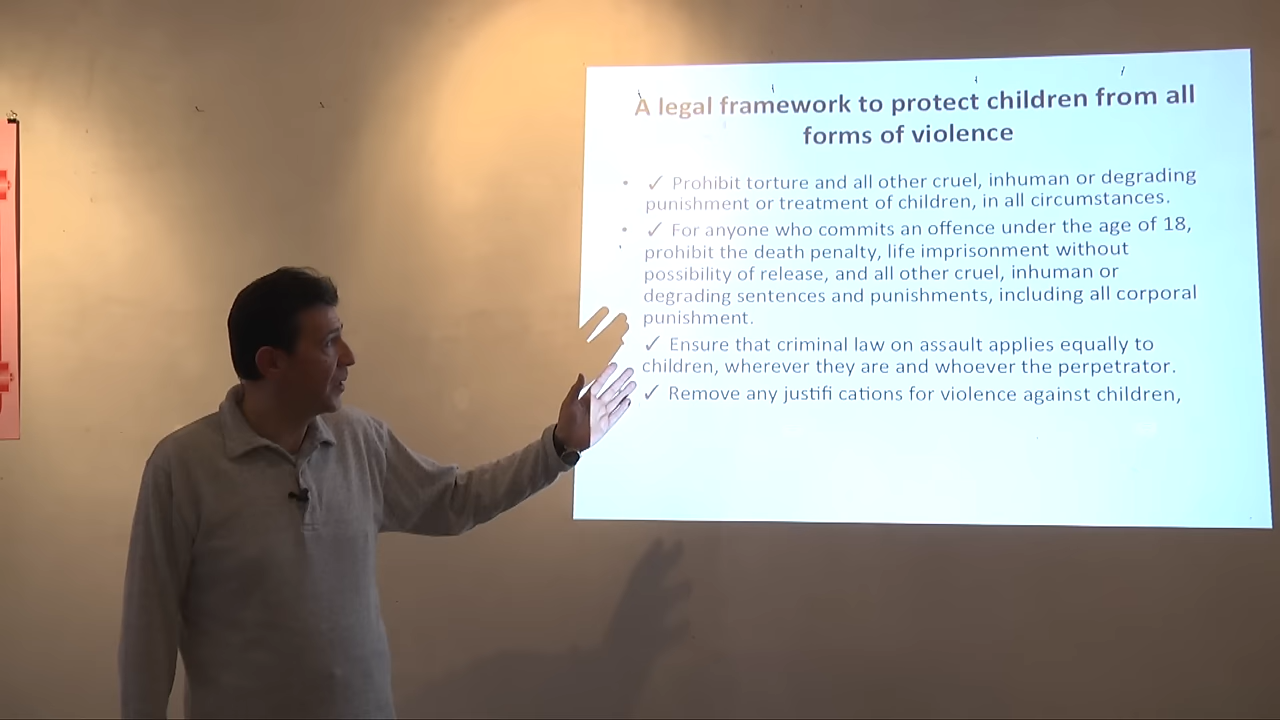 A legal framework to protect children from all
forms of violence
• ✓ Prohibit torture and all other cruel, inhuman or degrading
punishment or treatment of children, in all circumstances.
• ✓ For anyone who commits an offence under the age of 18,
prohibit the death penalty, life imprisonment without
possibility of release, and all other cruel, inhuman or
degrading sentences and punishments, including all corporal
punishment.
✓ Ensure that criminal law on assault applies equally to
children, wherever they are and whoever the perpetrator.
✓ Remove any justifi cations for violence against children,